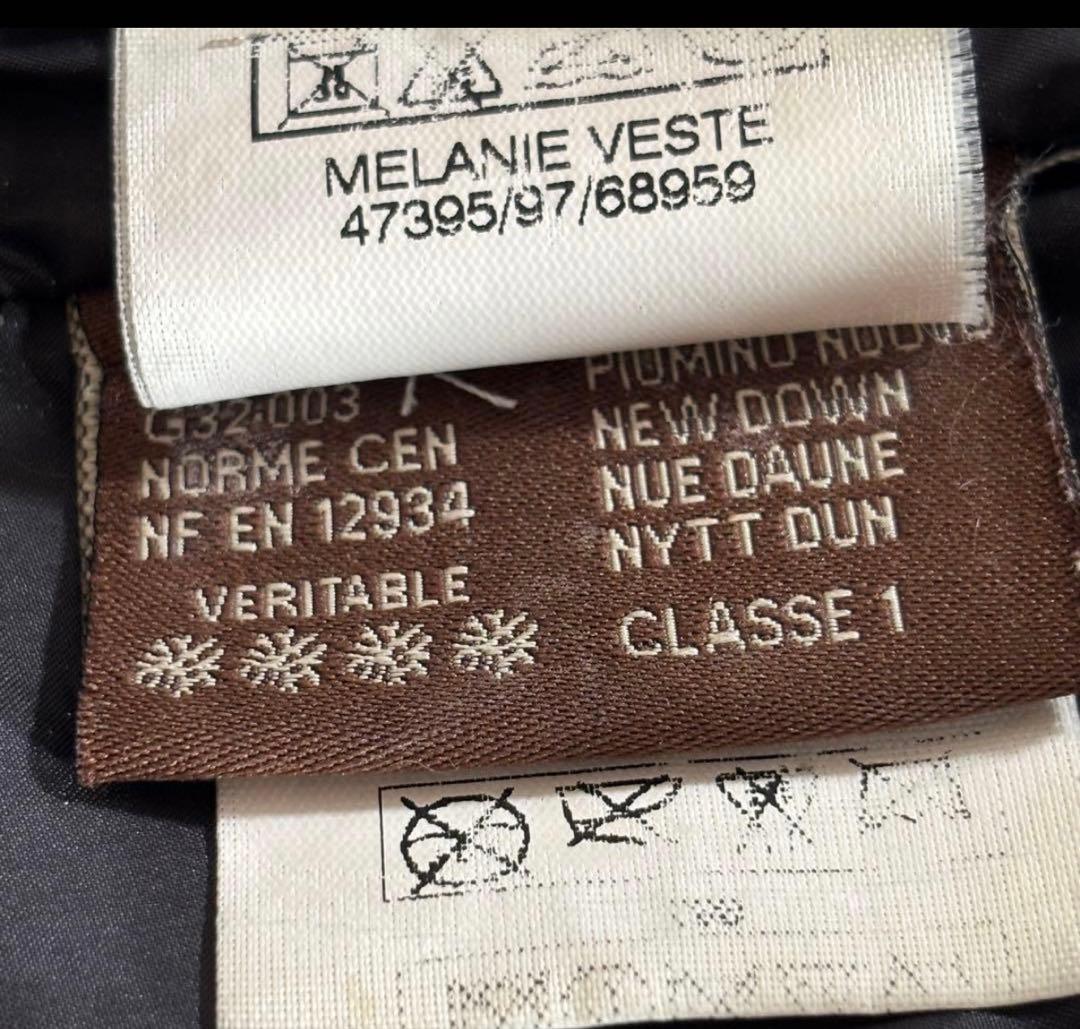 MELANIE VESTE
47395/97/68959
G32-003
NORME CEN
NF EN 12934
VERITABLE
PIUMINO NUOVO
NEW DOWN
NUE DAUNE
NYTT DUN
CLASSE 1